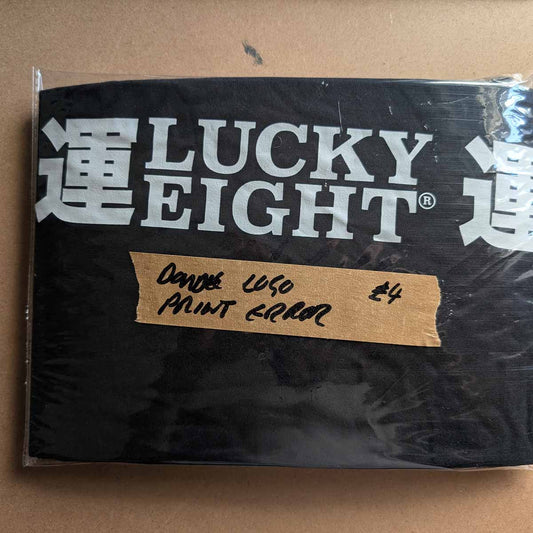 運 LUCKY
EIGHT® 運
DOUBLE LOGO £4
PRINT ERROR